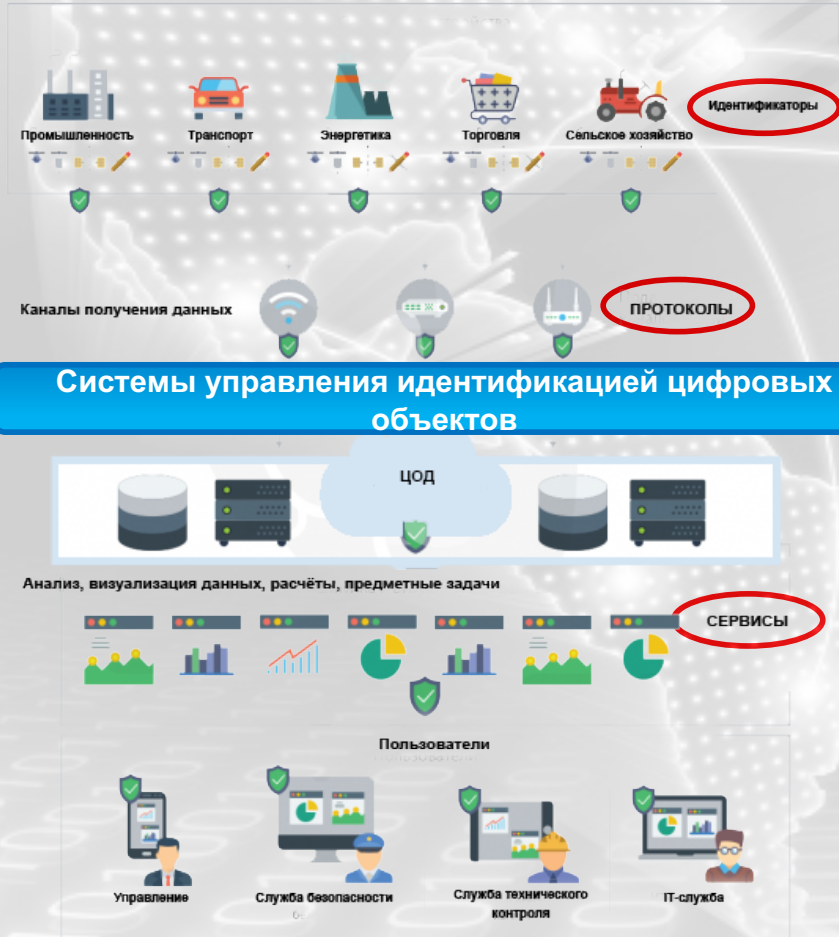 Идентификаторы
Промышленность
Транспорт
Энергетика
Торговля
Сельское хозяйство
Каналы получения данных
ПРОТОКОЛЫ
Системы управления идентификацией цифровых
объектов
ЦОД
Анализ, визуализация данных, расчёты, предметные задачи
СЕРВИСЫ
Пользователи
Управление
Служба безопасности
Служба технического
контроля
IT-служба